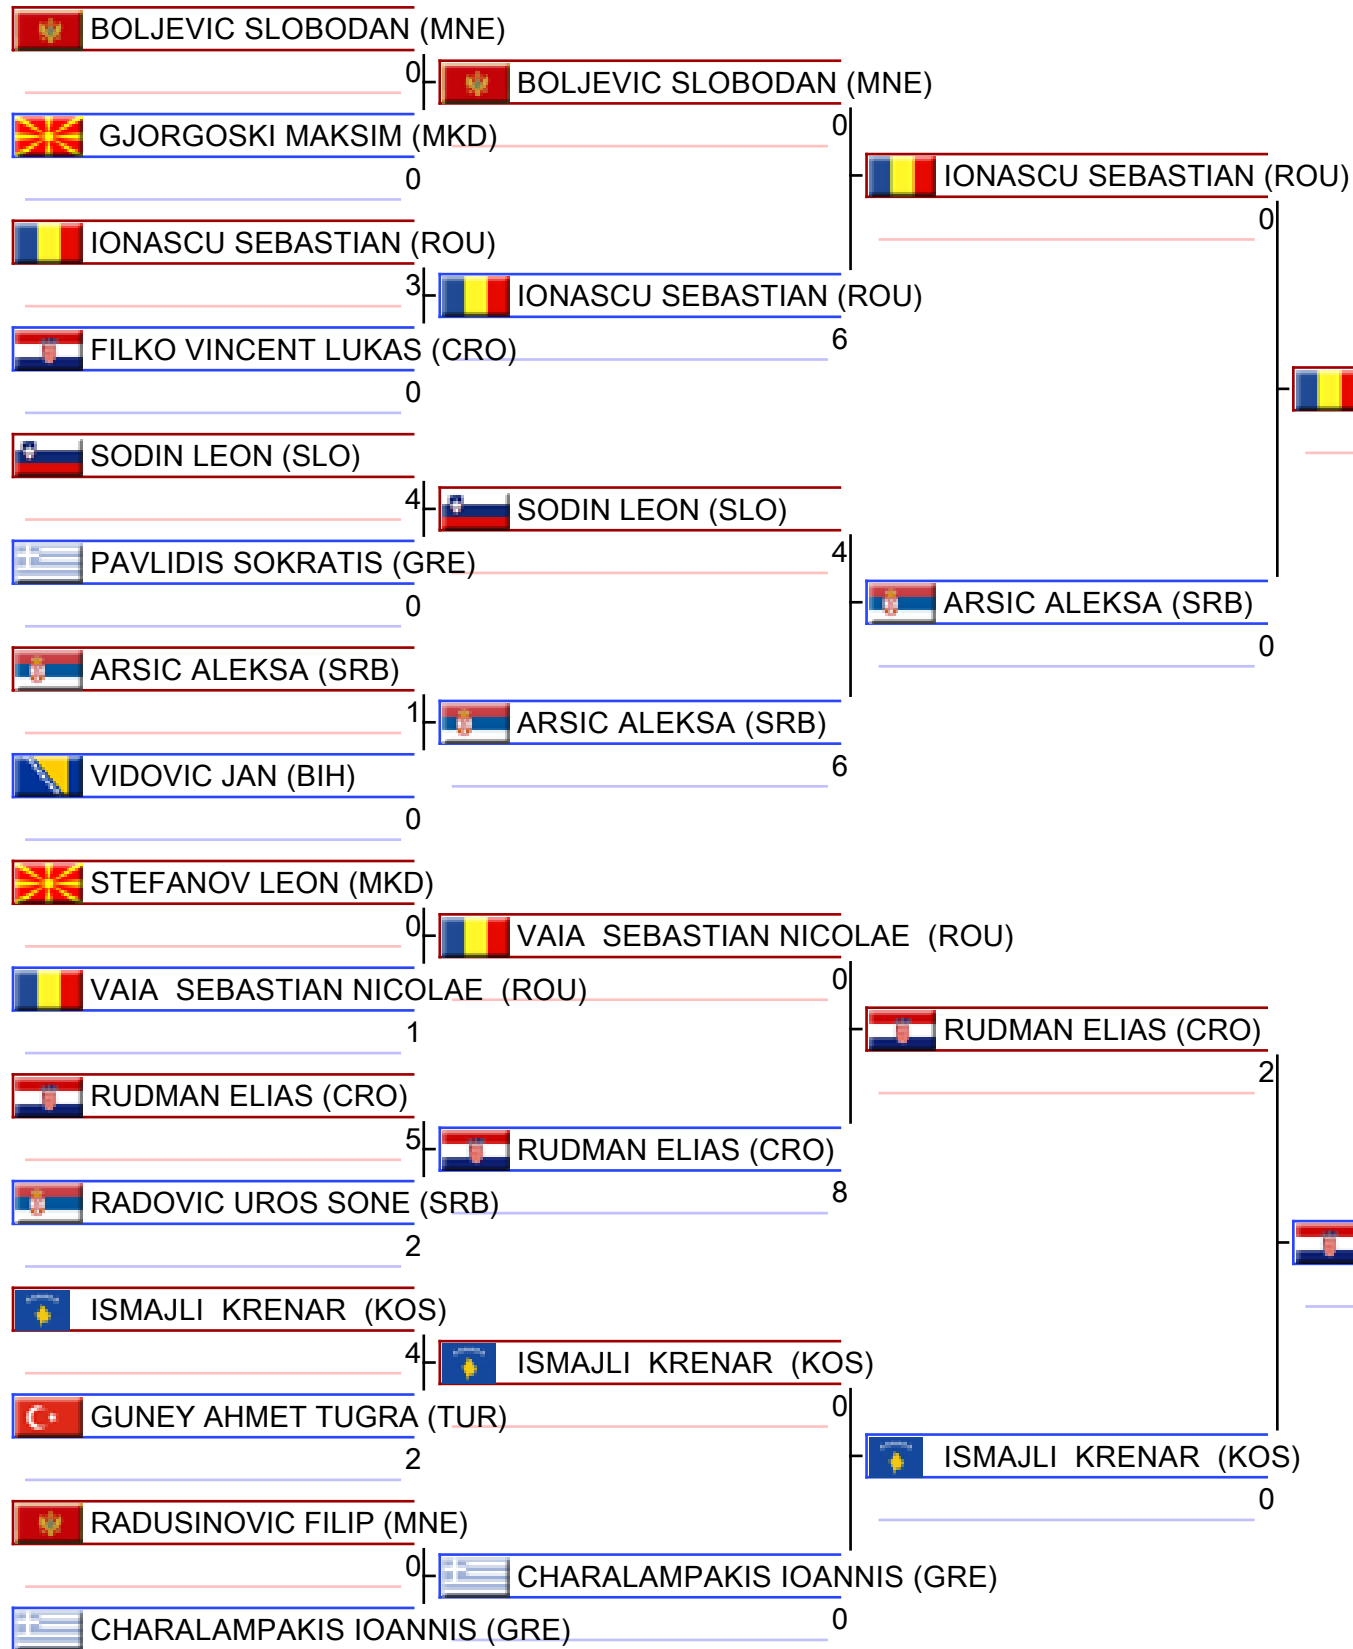 BOLJEVIC SLOBODAN (MNE)
0
BOLJEVIC SLOBODAN (MNE)
0
GJORGOSKI MAKSIM (MKD)
0
IONASCU SEBASTIAN (ROU)
0
IONASCU SEBASTIAN (ROU)
3
IONASCU SEBASTIAN (ROU)
6
FILKO VINCENT LUKAS (CRO)
0
SODIN LEON (SLO)
4
SODIN LEON (SLO)
4
PAVLIDIS SOKRATIS (GRE)
0
ARSIC ALEKSA (SRB)
0
ARSIC ALEKSA (SRB)
1
ARSIC ALEKSA (SRB)
6
VIDOVIC JAN (BIH)
0
STEFANOV LEON (MKD)
0
VAIA  SEBASTIAN NICOLAE  (ROU)
0
VAIA  SEBASTIAN NICOLAE  (ROU)
1
RUDMAN ELIAS (CRO)
2
RUDMAN ELIAS (CRO)
5
RUDMAN ELIAS (CRO)
8
RADOVIC UROS SONE (SRB)
2
ISMAJLI  KRENAR  (KOS)
4
ISMAJLI  KRENAR  (KOS)
0
GUNEY AHMET TUGRA (TUR)
2
ISMAJLI  KRENAR  (KOS)
0
RADUSINOVIC FILIP (MNE)
0
CHARALAMPAKIS IOANNIS (GRE)
0
CHARALAMPAKIS IOANNIS (GRE)